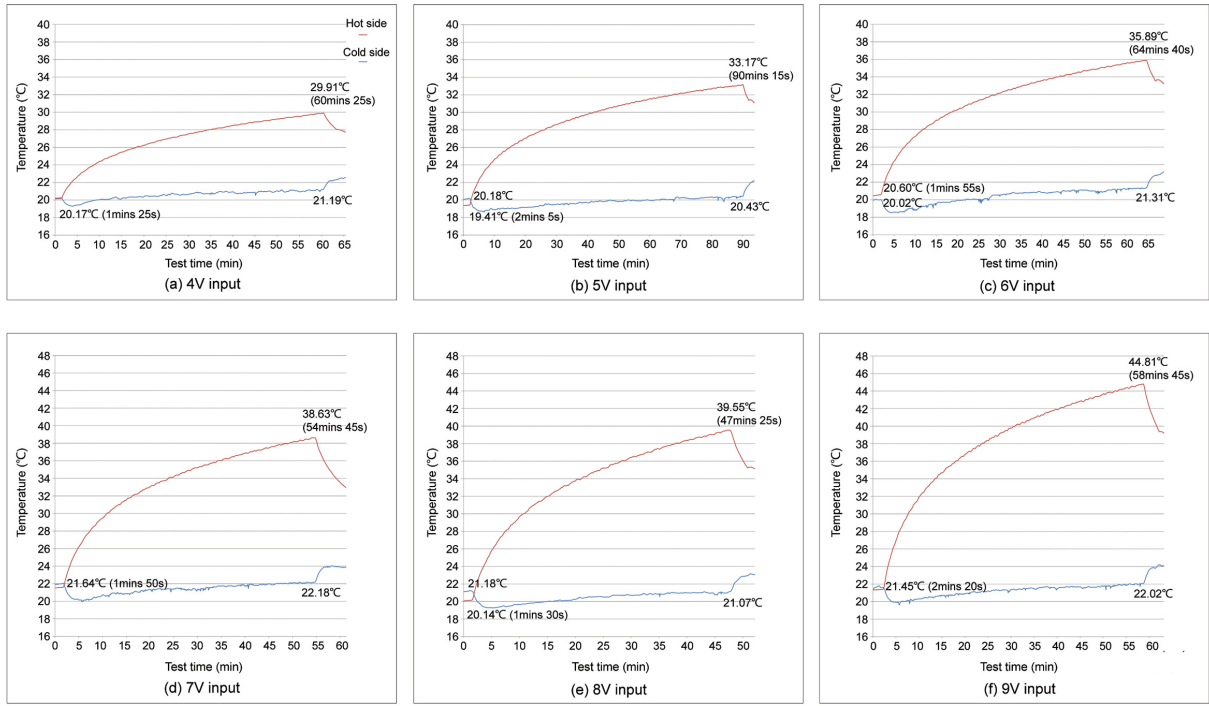 40
38
36
34
32
30
28
26
24
22
20
18
16
Temperature (℃)
Hot side
Cold side
29.91℃
(60mins 25s)
20.17℃ (1mins 25s)
21.19℃
0 5 10 15 20 25 30 35 40 45 50 55 60 65
Test time (min)
(a) 4V input
40
38
36
34
32
30
28
26
24
22
20
18
16
Temperature (℃)
33.17℃
(90mins 15s)
20.18℃
19.41℃ (2mins 5s)
20.43℃
0 10 20 30 40 50 60 70 80 90
Test time (min)
(b) 5V input
40
38
36
34
32
30
28
26
24
22
20
18
16
Temperature (℃)
35.89℃
(64mins 40s)
20.60℃ (1mins 55s)
20.02℃
21.31℃
0 5 10 15 20 25 30 35 40 45 50 55 60 65
Test time (min)
(c) 6V input
48
46
44
42
40
38
36
34
32
30
28
26
24
22
20
18
16
Temperature (℃)
38.63℃
(54mins 45s)
21.64℃ (1mins 50s)
22.18℃
0 5 10 15 20 25 30 35 40 45 50 55 60
Test time (min)
(d) 7V input
48
46
44
42
40
38
36
34
32
30
28
26
24
22
20
18
16
Temperature (℃)
39.55℃
(47mins 25s)
21.18℃
20.14℃ (1mins 30s)
21.07℃
0 5 10 15 20 25 30 35 40 45 50
Test time (min)
(e) 8V input
48
46
44
42
40
38
36
34
32
30
28
26
24
22
20
18
16
Temperature (℃)
44.81℃
(58mins 45s)
21.45℃ (2mins 20s)
22.02℃
0 5 10 15 20 25 30 35 40 45 50 55 60
Test time (min)
(f) 9V input